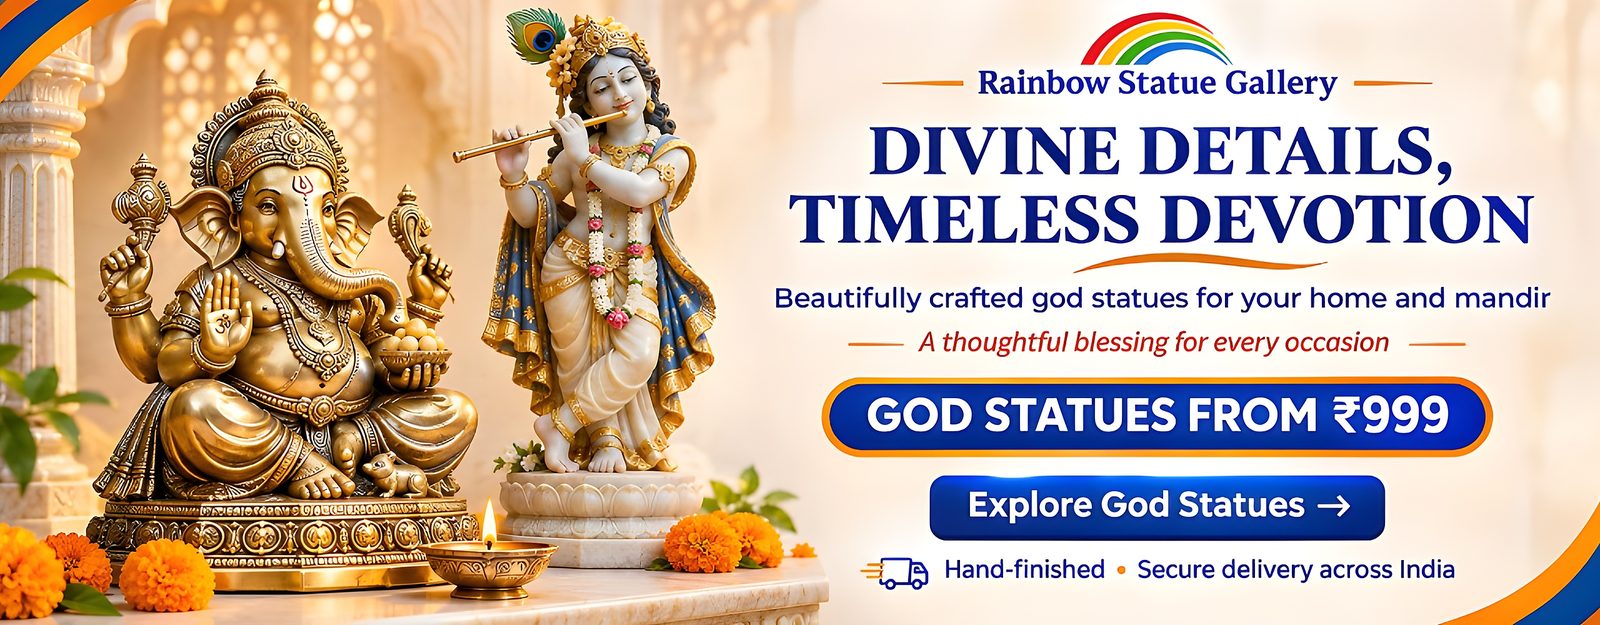 Rainbow Statue Gallery
DIVINE DETAILS,
TIMELESS DEVOTION
Beautifully crafted god statues for your home and mandir
A thoughtful blessing for every occasion
GOD STATUES FROM ₹999
Explore God Statues →
Hand-finished • Secure delivery across India
ॐ